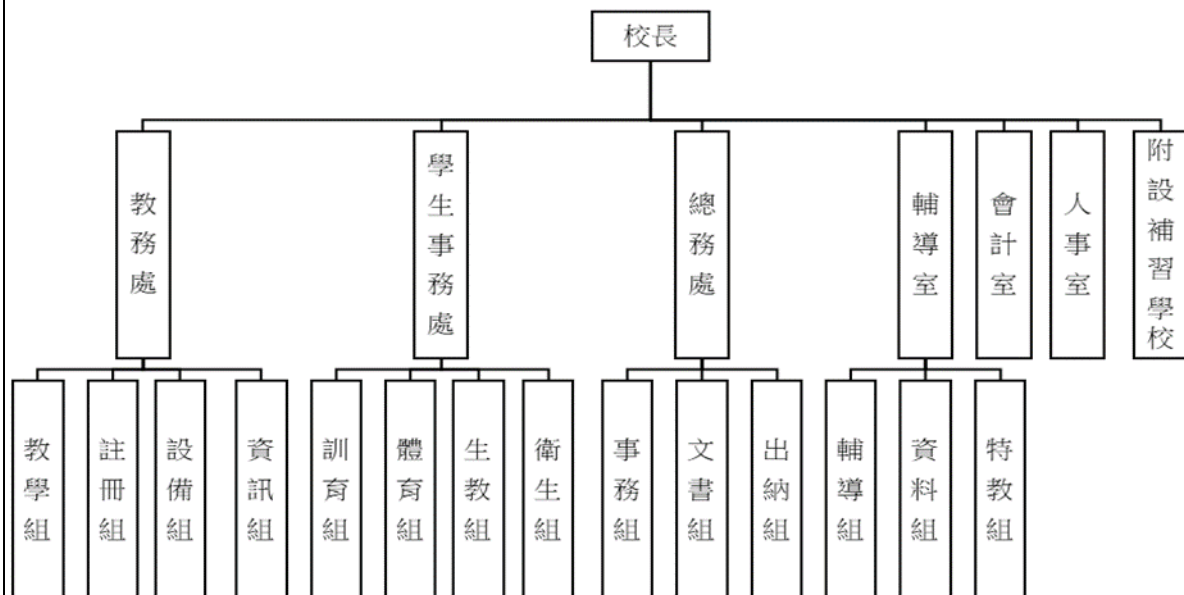 校長
教務處
學生事務處
總務處
輔導室
會計室
人事室
附設補習學校
教學組
註冊組
設備組
資訊組
訓育組
體育組
生教組
衛生組
事務組
文書組
出納組
輔導組
資料組
特教組